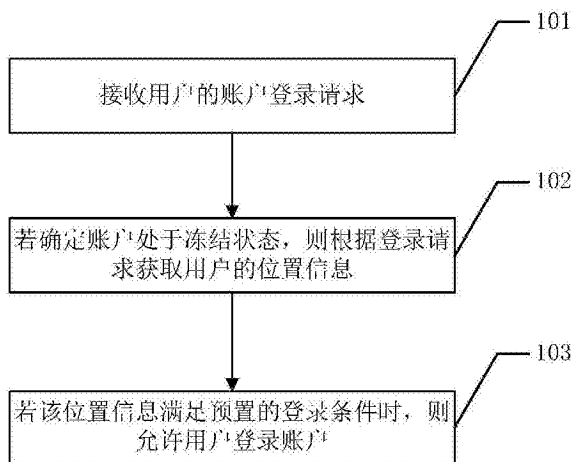 101
接收用户的账户登录请求
102
若确定账户处于冻结状态，则根据登录请
求获取用户的位置信息
103
若该位置信息满足预置的登录条件时，则
允许用户登录账户